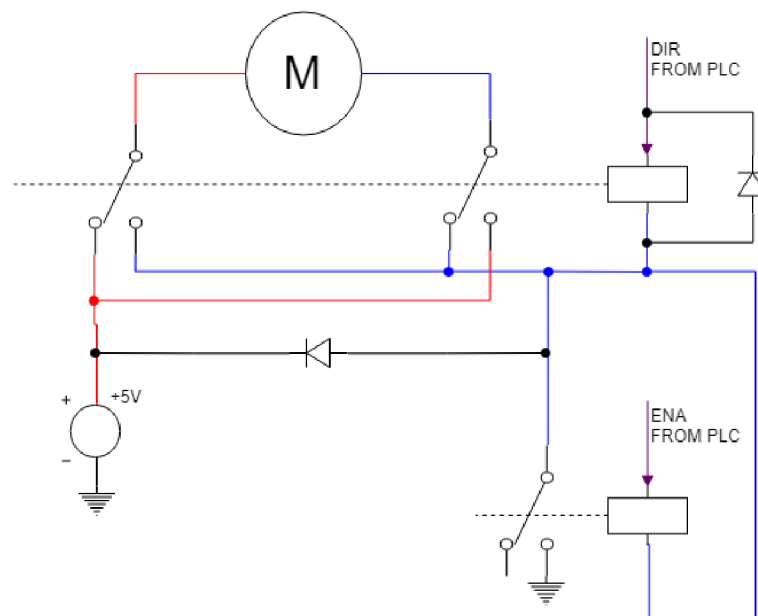 M
DIR
FROM PLC
+ +5V
−
ENA
FROM PLC